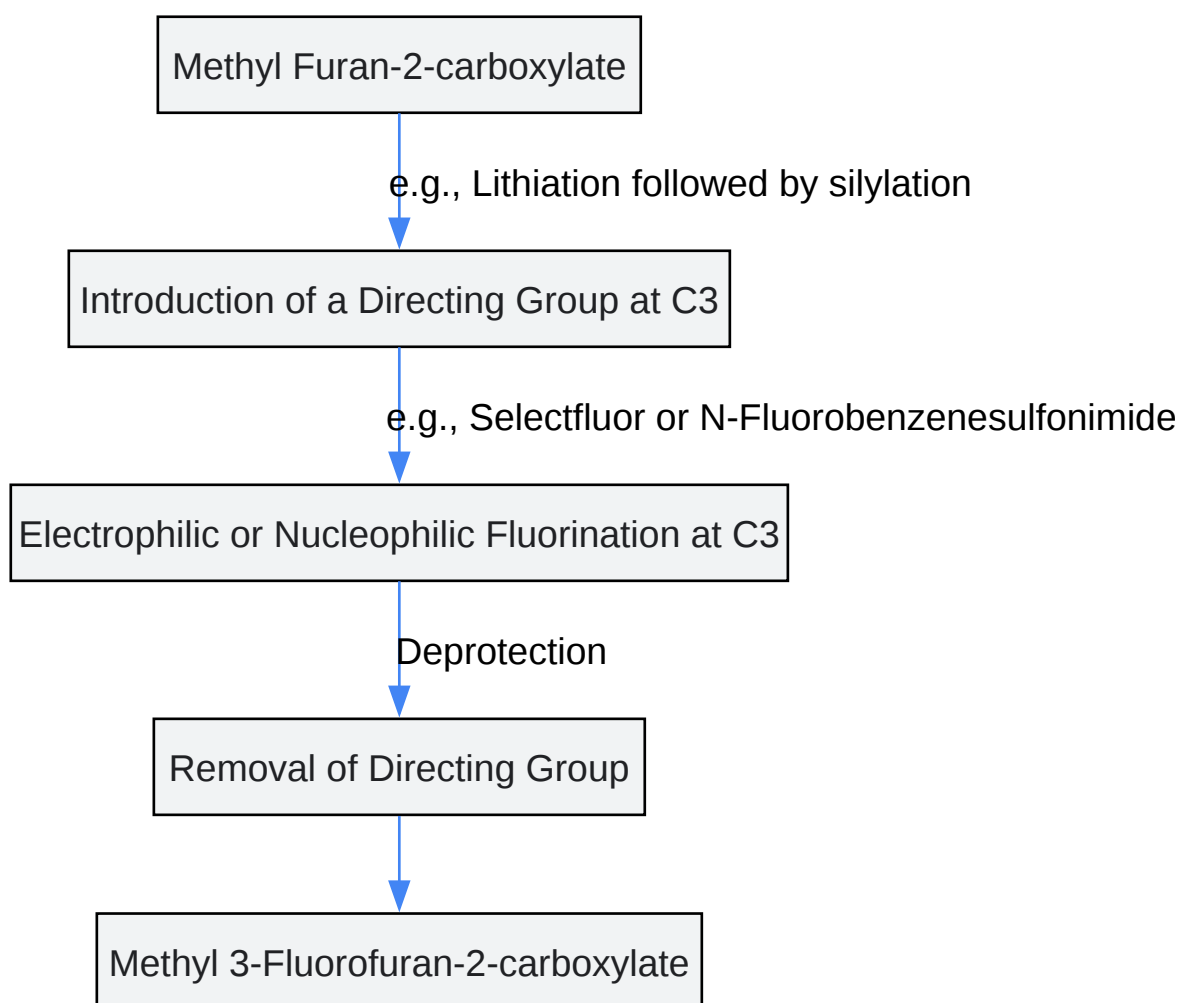 Methyl Furan-2-carboxylate
e.g., Lithiation followed by silylation
Introduction of a Directing Group at C3
e.g., Selectfluor or N-Fluorobenzenesulfonimide
Electrophilic or Nucleophilic Fluorination at C3
Deprotection
Removal of Directing Group
Methyl 3-Fluorofuran-2-carboxylate